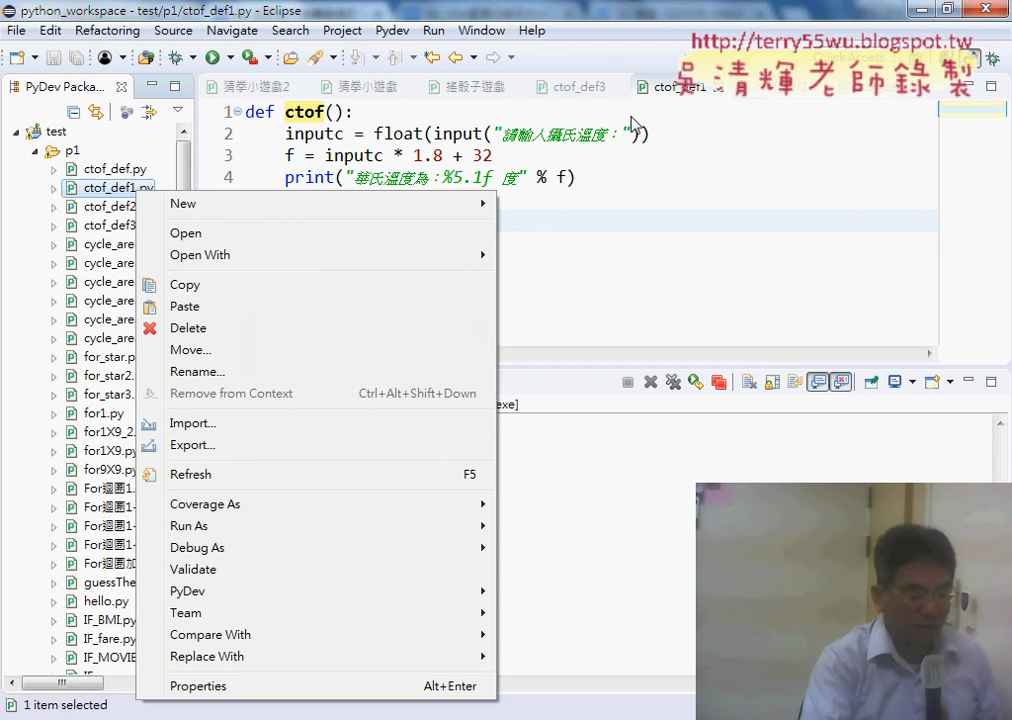 python_workspace - test/p1/ctof_def1.py - Eclipse
File Edit Refactoring Source Navigate Search Project Pydev Run Window Help
http://terry55wu.blogspot.tw
吳清輝老師錄製
PyDev Packa...
猜拳小遊戲2
猜拳小遊戲
搖骰子遊戲
ctof_def3
ctof_def1
test
p1
ctof_def.py
ctof_def1.py
ctof_def2
ctof_def3
cycle_are
cycle_are
cycle_are
cycle_are
cycle_are
cycle_are
for_star.p
for_star2.
for_star3.
for1.py
for1X9_2.
for1X9.py
for9X9.py
For迴圈1.
For迴圈1-
For迴圈1-
For迴圈1-
For迴圈加
guessThe
hello.py
IF_BMI.py
IF_fare.py
IF_MOVIE
1 def ctof():
2 inputc = float(input("請輸入攝氏溫度："))
3 f = inputc * 1.8 + 32
4 print("華氏溫度為：%5.1f 度" % f)
New
Open
Open With
Copy
Paste
Delete
Move...
Rename...
Remove from Context Ctrl+Alt+Shift+Down
Import...
Export...
Refresh F5
Coverage As
Run As
Debug As
Validate
PyDev
Team
Compare With
Replace With
Properties Alt+Enter
exe]
1 item selected